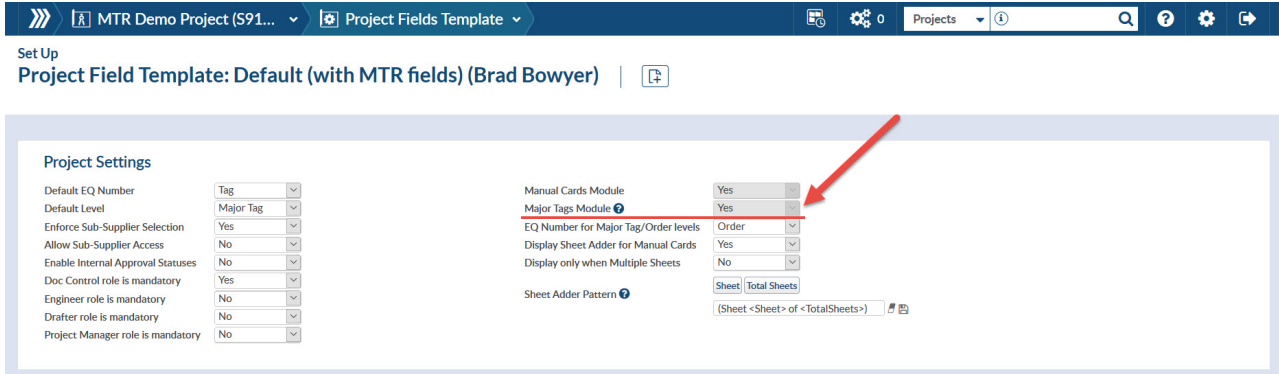 MTR Demo Project (S91... Project Fields Template 0 Projects
Set Up
Project Field Template: Default (with MTR fields) (Brad Bowyer)
Project Settings
Default EQ Number Tag
Default Level Major Tag
Enforce Sub-Supplier Selection Yes
Allow Sub-Supplier Access No
Enable Internal Approval Statuses No
Doc Control role is mandatory Yes
Engineer role is mandatory No
Drafter role is mandatory No
Project Manager role is mandatory No
Manual Cards Module Yes
Major Tags Module ? Yes
EQ Number for Major Tag/Order levels Order
Display Sheet Adder for Manual Cards Yes
Display only when Multiple Sheets No
Sheet Adder Pattern ? Sheet Total Sheets
(Sheet <Sheet> of <TotalSheets>)